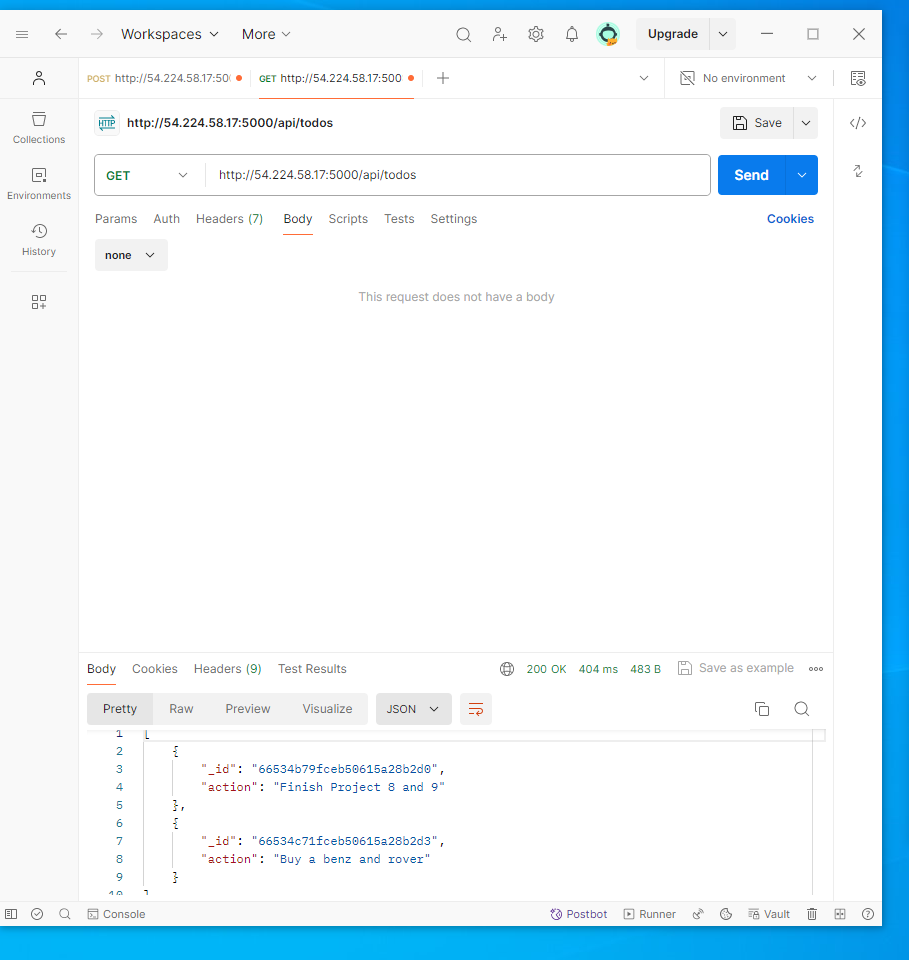 Workspaces More Upgrade
POST http://54.224.58.17:50 GET http://54.224.58.17:500 No environment
HTTP http://54.224.58.17:5000/api/todos Save
Collections
Environments
History
GET http://54.224.58.17:5000/api/todos Send
Params Auth Headers (7) Body Scripts Tests Settings Cookies
none
This request does not have a body
Body Cookies Headers (9) Test Results 200 OK 404 ms 483 B Save as example
Pretty Raw Preview Visualize JSON
1 [
2 {
3 "_id": "66534b79fceb50615a28b2d0",
4 "action": "Finish Project 8 and 9"
5 },
6 {
7 "_id": "66534c71fceb50615a28b2d3",
8 "action": "Buy a benz and rover"
9 }
10 ]
Console Postbot Runner Vault